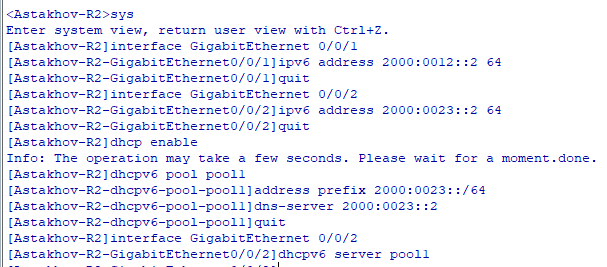 <Astakhov-R2>sys
Enter system view, return user view with Ctrl+Z.
[Astakhov-R2]interface GigabitEthernet 0/0/1
[Astakhov-R2-GigabitEthernet0/0/1]ipv6 address 2000:0012::2 64
[Astakhov-R2-GigabitEthernet0/0/1]quit
[Astakhov-R2]interface GigabitEthernet 0/0/2
[Astakhov-R2-GigabitEthernet0/0/2]ipv6 address 2000:0023::2 64
[Astakhov-R2-GigabitEthernet0/0/2]quit
[Astakhov-R2]dhcp enable
Info: The operation may take a few seconds. Please wait for a moment.done.
[Astakhov-R2]dhcpv6 pool pool1
[Astakhov-R2-dhcpv6-pool-pool1]address prefix 2000:0023::/64
[Astakhov-R2-dhcpv6-pool-pool1]dns-server 2000:0023::2
[Astakhov-R2-dhcpv6-pool-pool1]quit
[Astakhov-R2]interface GigabitEthernet 0/0/2
[Astakhov-R2-GigabitEthernet0/0/2]dhcpv6 server pool1